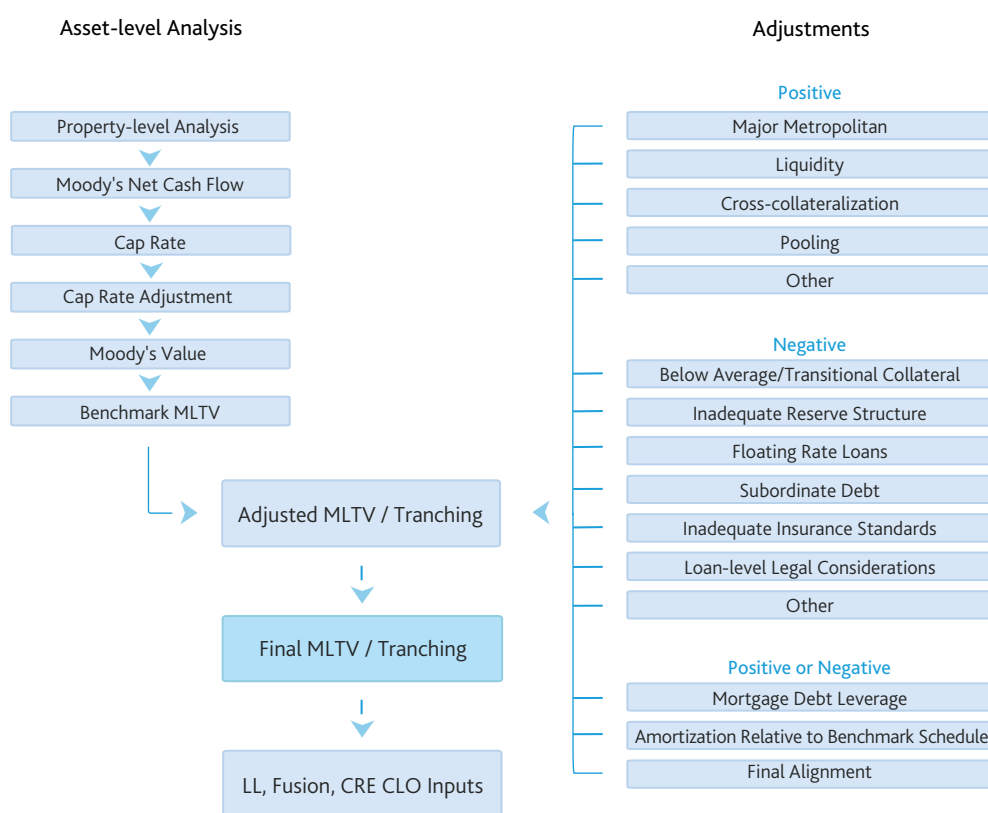 Asset-level Analysis
Property-level Analysis
Moody's Net Cash Flow
Cap Rate
Cap Rate Adjustment
Moody's Value
Benchmark MLTV
Adjusted MLTV / Tranching
Final MLTV / Tranching
LL, Fusion, CRE CLO Inputs
Adjustments
Positive
Major Metropolitan
Liquidity
Cross-collateralization
Pooling
Other
Negative
Below Average/Transitional Collateral
Inadequate Reserve Structure
Floating Rate Loans
Subordinate Debt
Inadequate Insurance Standards
Loan-level Legal Considerations
Other
Positive or Negative
Mortgage Debt Leverage
Amortization Relative to Benchmark Schedule
Final Alignment